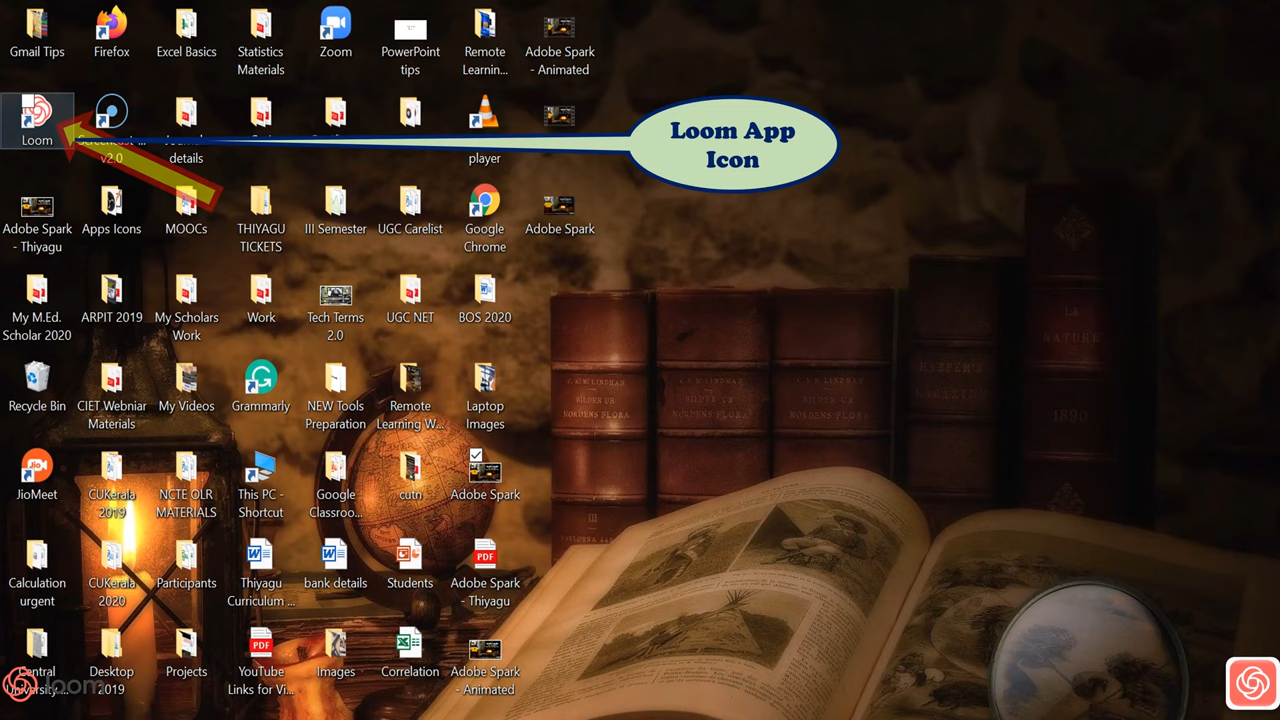 Gmail Tips
Firefox
Excel Basics
Statistics
Materials
Zoom
PowerPoint
tips
Remote
Learnin...
Adobe Spark
- Animated
Loom
v2.0
details
player
Loom App
Icon
Adobe Spark
- Thiyagu
Apps Icons
MOOCs
THIYAGU
TICKETS
III Semester
UGC Carelist
Google
Chrome
Adobe Spark
My M.Ed.
Scholar 2020
ARPIT 2019
My Scholars
Work
Work
Tech Terms
2.0
UGC NET
BOS 2020
LA
NATURE
1890
Recycle Bin
CIET Webniar
Materials
My Videos
Grammarly
NEW Tools
Preparation
Remote
Learning W...
Laptop
Images
JioMeet
CUKerala
2019
NCTE OLR
MATERIALS
This PC -
Shortcut
Google
Classroo...
cutn
Adobe Spark
III
Calculation
urgent
CUKerala
2020
Participants
Thiyagu
Curriculum ...
bank details
Students
Adobe Spark
- Thiyagu
Central
University ...
Desktop
2019
Projects
YouTube
Links for Vi...
Images
Correlation
Adobe Spark
- Animated
loom